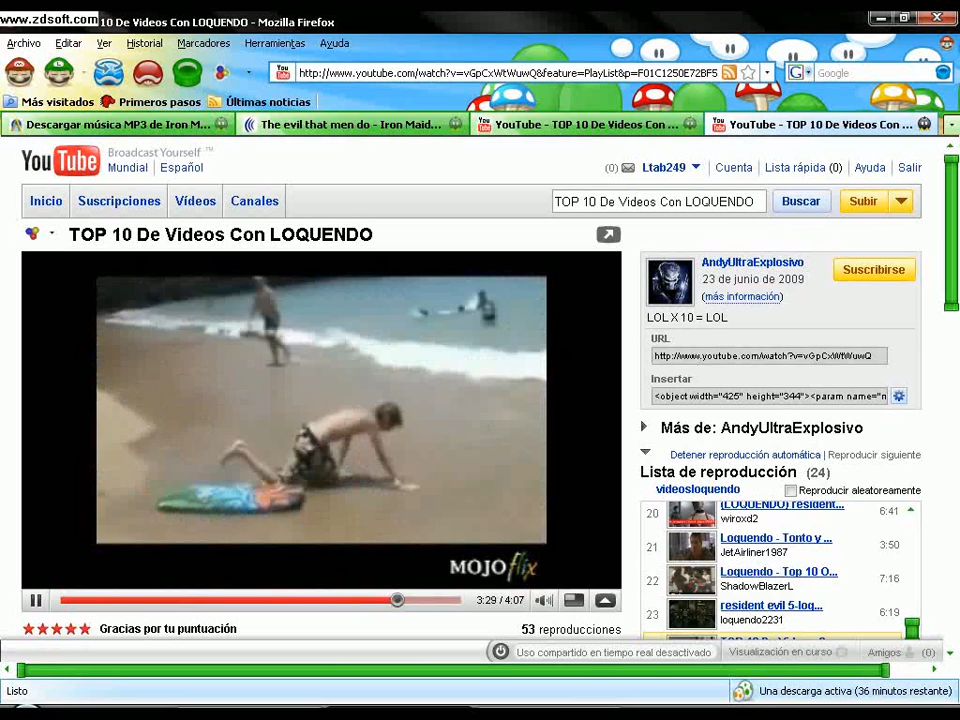 www.zdsoft.com 10 De Videos Con LOQUENDO - Mozilla Firefox
Archivo Editar Ver Historial Marcadores Herramientas Ayuda
You Tube http://www.youtube.com/watch?v=vGpCxWtWuwQ&feature=PlayList&p=F01C1250E72BF5 G Google
Más visitados Primeros pasos Últimas noticias
Descargar música MP3 de Iron M... The evil that men do - Iron Maid... YouTube - TOP 10 De Videos Con ... YouTube - TOP 10 De Videos Con ...
YouTube Broadcast Yourself™
Mundial | Español
(0) Ltab249 Cuenta Lista rápida (0) Ayuda Salir
Inicio Suscripciones Vídeos Canales TOP 10 De Videos Con LOQUENDO Buscar Subir
TOP 10 De Videos Con LOQUENDO
AndyUltraExplosivo
23 de junio de 2009
(más información)
Suscribirse
LOL X 10 = LOL
URL
http://www.youtube.com/watch?v=vGpCxWtWuwQ
Insertar
<object width="425" height="344"><param name="n
Más de: AndyUltraExplosivo
Detener reproducción automática | Reproducir siguiente
Lista de reproducción (24)
videosloquendo Reproducir aleatoreamente
20 (LOQUENDO) resident... 6:41
wiroxd2
21 Loquendo - Tonto y ... 3:50
JetAirliner1987
22 Loquendo - Top 10 O... 7:16
ShadowBlazerL
23 resident evil 5-loq... 6:19
loquendo2231
MOJOflix
3:29 / 4:07
Gracias por tu puntuación 53 reproducciones
Uso compartido en tiempo real desactivado Visualización en curso Amigos (0)
Listo Una descarga activa (36 minutos restante)